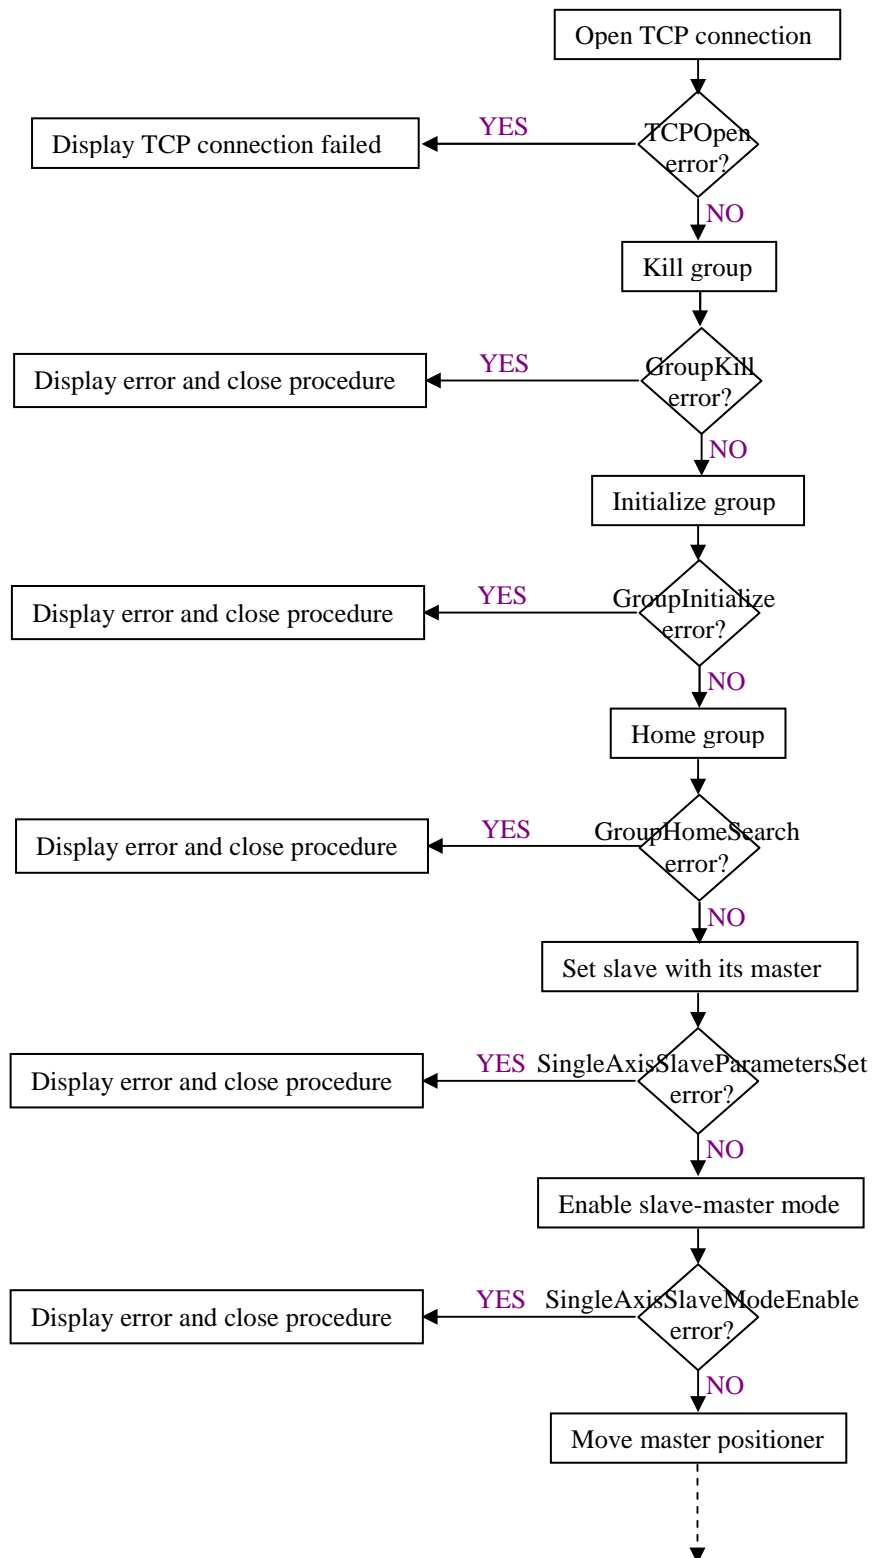 Open TCP connection
YES
TCPOpen
error?
Display TCP connection failed
NO
Kill group
YES
GroupKill
error?
Display error and close procedure
NO
Initialize group
YES
GroupInitialize
error?
Display error and close procedure
NO
Home group
YES
GroupHomeSearch
error?
Display error and close procedure
NO
Set slave with its master
YES
SingleAxisSlaveParametersSet
error?
Display error and close procedure
NO
Enable slave-master mode
YES
SingleAxisSlaveModeEnable
error?
Display error and close procedure
NO
Move master positioner